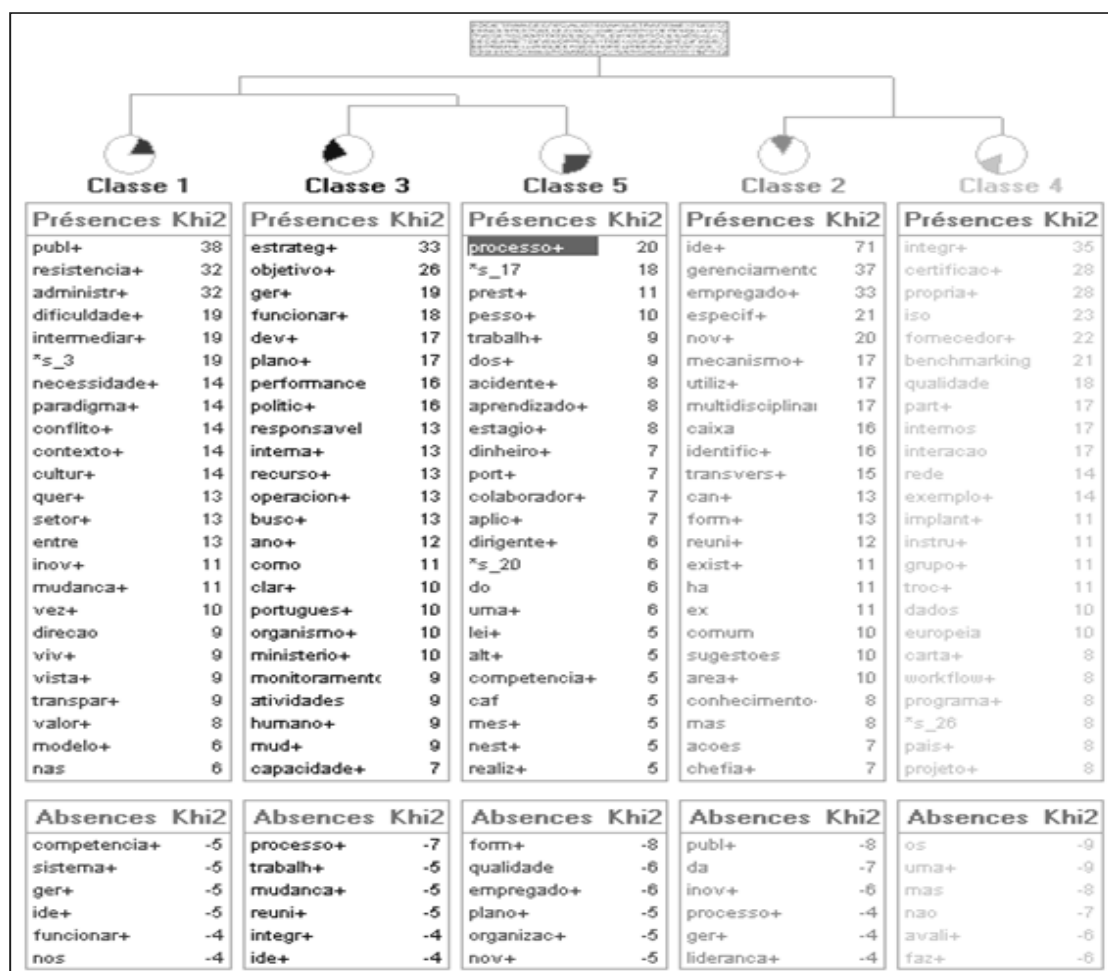 Classe 1 Classe 3 Classe 5 Classe 2 Classe 4
Présences Khi2 Présences Khi2 Présences Khi2 Présences Khi2 Présences Khi2
publ+ 38 estrateg+ 33 processo+ 20 ide+ 71 integr+ 35
resistencia+ 32 objetivo+ 26 *s_17 18 gerenciamento 37 certificac+ 28
administr+ 32 ger+ 19 prest+ 11 empregado+ 33 propria+ 28
dificuldade+ 19 funcionar+ 18 pesso+ 10 especif+ 21 iso 23
intermediar+ 19 dev+ 17 trabalh+ 9 nov+ 20 fornecedor+ 22
*s_3 19 plano+ 17 dos+ 9 mecanismo+ 17 benchmarking 21
necessidade+ 14 performance 16 acidente+ 8 utiliz+ 17 qualidade 18
paradigma+ 14 politic+ 16 aprendizado+ 8 multidisciplinar 17 part+ 17
conflito+ 14 responsavel 13 estagio+ 8 caixa 16 internos 17
contexto+ 14 interna+ 13 dinheiro+ 7 identific+ 16 interacao 17
cultur+ 14 recurso+ 13 port+ 7 transvers+ 15 rede 14
quer+ 13 operacion+ 13 colaborador+ 7 can+ 13 exemplo+ 14
setor+ 13 busc+ 13 aplic+ 7 form+ 13 implant+ 11
entre 13 ano+ 12 dirigente+ 6 reuni+ 12 instru+ 11
inov+ 11 como 11 *s_20 6 exist+ 11 grupo+ 11
mudanca+ 11 clar+ 10 do 6 ha 11 troc+ 11
vez+ 10 portugues+ 10 uma+ 6 ex 11 dados 10
direcao 9 organismo+ 10 lei+ 5 comum 10 europeia 10
viv+ 9 ministerio+ 10 alt+ 5 sugestoes 10 carta+ 8
vista+ 9 monitoramento 9 competencia+ 5 area+ 10 workflow+ 8
transpar+ 9 atividades 9 caf 5 conhecimento- 8 programa+ 8
valor+ 8 humano+ 9 mes+ 5 mas 8 *s_26 8
modelo+ 6 mud+ 9 nest+ 5 acoes 7 pais+ 8
nas 6 capacidade+ 7 realiz+ 5 chefia+ 7 projeto+ 8
Absences Khi2 Absences Khi2 Absences Khi2 Absences Khi2 Absences Khi2
competencia+ -5 processo+ -7 form+ -8 publ+ -8 os -9
sistema+ -5 trabalh+ -5 qualidade -6 da -7 uma+ -9
ger+ -5 mudanca+ -5 empregado+ -6 inov+ -6 mas -8
ide+ -5 reuni+ -5 plano+ -5 processo+ -4 nao -7
funcionar+ -4 integr+ -4 organizac+ -5 ger+ -4 avali+ -6
nos -4 ide+ -4 nov+ -5 lideranca+ -4 faz+ -6